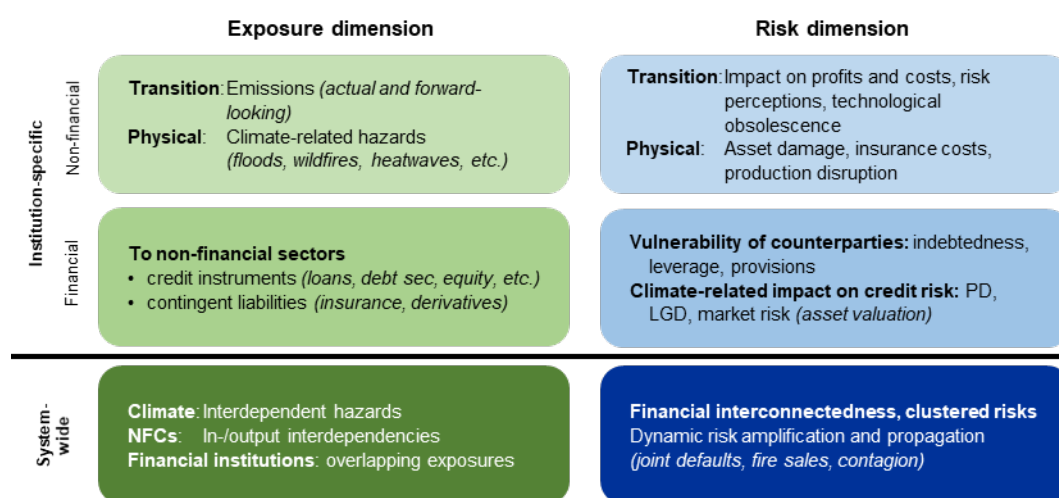 Exposure dimension
Risk dimension
Institution-specific
Non-financial
Transition: Emissions (actual and forward-
looking)
Physical: Climate-related hazards
(floods, wildfires, heatwaves, etc.)
Transition: Impact on profits and costs, risk
perceptions, technological
obsolescence
Physical: Asset damage, insurance costs,
production disruption
Financial
To non-financial sectors
• credit instruments (loans, debt sec, equity, etc.)
• contingent liabilities (insurance, derivatives)
Vulnerability of counterparties: indebtedness,
leverage, provisions
Climate-related impact on credit risk: PD,
LGD, market risk (asset valuation)
System-
wide
Climate: Interdependent hazards
NFCs: In-/output interdependencies
Financial institutions: overlapping exposures
Financial interconnectedness, clustered risks
Dynamic risk amplification and propagation
(joint defaults, fire sales, contagion)